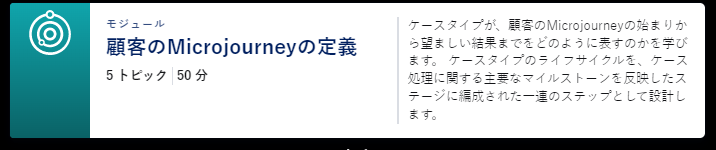 モジュール
顧客のMicrojourneyの定義
5 トピック | 50 分
ケースタイプが、顧客のMicrojourneyの始まりか
ら望ましい結果までをどのように表すのかを学び
ます。 ケースタイプのライフサイクルを、ケース
処理に関する主要なマイルストーンを反映したス
テージに編成された一連のステップとして設計し
ます。